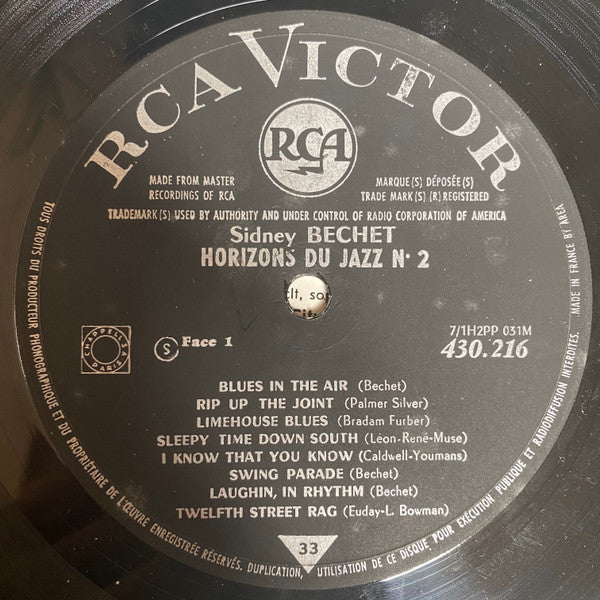 RCA VICTOR
RCA
MADE FROM MASTER
RECORDINGS OF RCA
MARQUE(S) DÉPOSÉE(S)
TRADE MARK(S) (R) REGISTERED
TRADEMARK(S) USED BY AUTHORITY AND UNDER CONTROL OF RADIO CORPORATION OF AMERICA
Sidney BECHET
HORIZONS DU JAZZ N° 2
elt, sor
CHAPPELL S.A
PARIS
S Face 1
7/1H2PP 031M
430.216
BLUES IN THE AIR (Bechet)
RIP UP THE JOINT (Palmer Silver)
LIMEHOUSE BLUES (Bradam Furber)
SLEEPY TIME DOWN SOUTH (Léon-René-Muse)
I KNOW THAT YOU KNOW (Caldwell-Youmans)
SWING PARADE (Bechet)
LAUGHIN, IN RHYTHM (Bechet)
TWELFTH STREET RAG (Euday-L. Bowman)
33
TOUS DROITS DU PRODUCTEUR PHONOGRAPHIQUE ET DU PROPRIÉTAIRE DE L'ŒUVRE ENREGISTRÉE RÉSERVÉS. DUPLICATION, UTILISATION DE CE DISQUE POUR EXÉCUTION PUBLIQUE ET RADIODIFFUSION INTERDITES. MADE IN FRANCE BY AREA